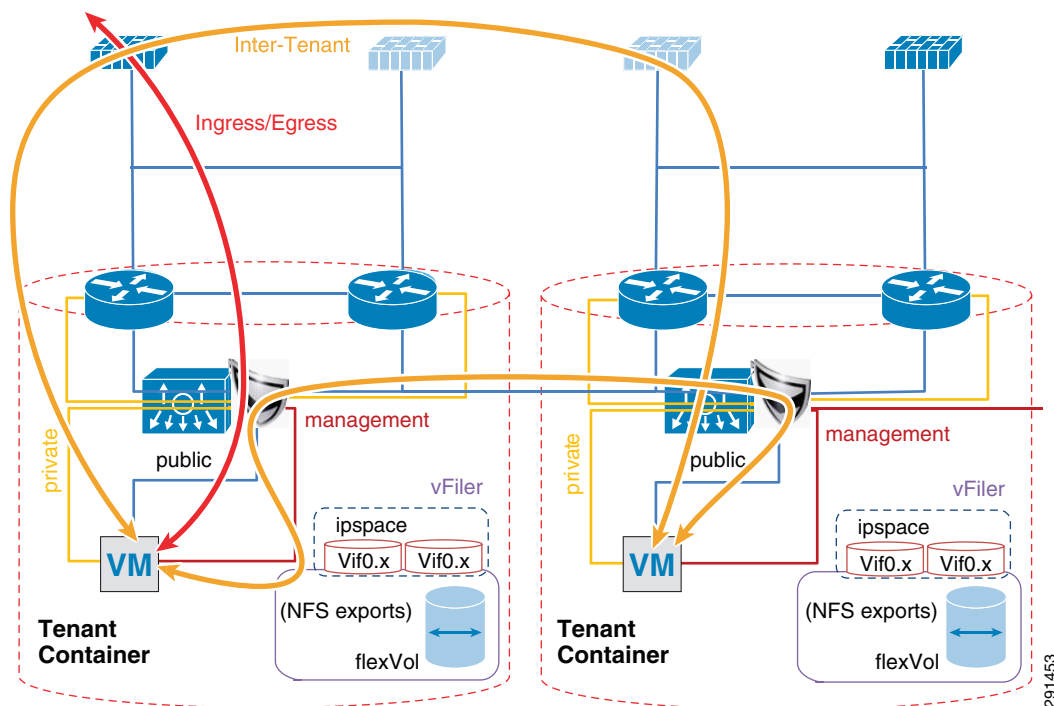 Inter-Tenant
Ingress/Egress
private
public
management
vFiler
ipspace
Vif0.x Vif0.x
VM
(NFS exports)
flexVol
Tenant
Container
private
public
management
vFiler
ipspace
Vif0.x Vif0.x
VM
(NFS exports)
flexVol
Tenant
Container
291453